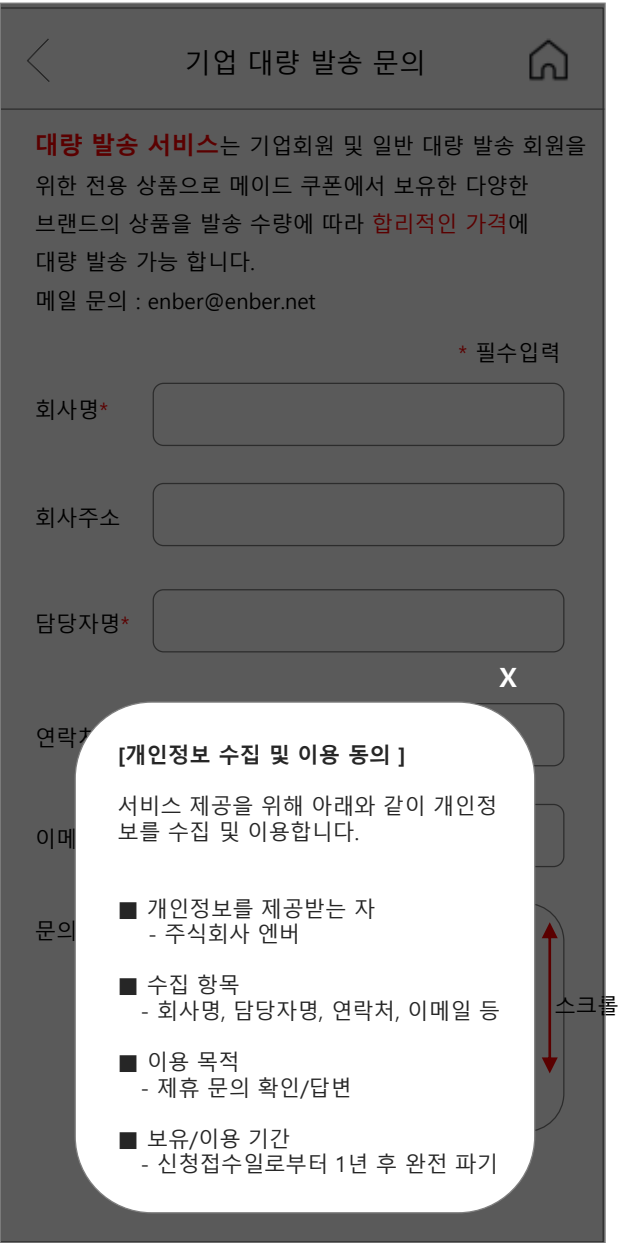 기업 대량 발송 문의
대량 발송 서비스는 기업회원 및 일반 대량 발송 회원을
위한 전용 상품으로 메이드 쿠폰에서 보유한 다양한
브랜드의 상품을 발송 수량에 따라 합리적인 가격에
대량 발송 가능 합니다.
메일 문의 : enber@enber.net
* 필수입력
회사명*
회사주소
담당자명*
X
연락
[개인정보 수집 및 이용 동의 ]
서비스 제공을 위해 아래와 같이 개인정
보를 수집 및 이용합니다.
이메
■ 개인정보를 제공받는 자
- 주식회사 엔버
문의
■ 수집 항목
- 회사명, 담당자명, 연락처, 이메일 등
스크롤
■ 이용 목적
- 제휴 문의 확인/답변
■ 보유/이용 기간
- 신청접수일로부터 1년 후 완전 파기